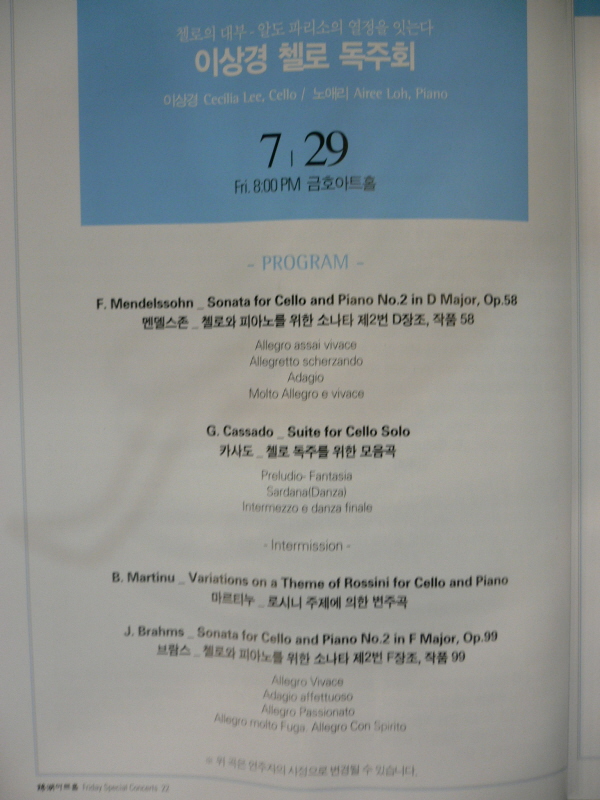 첼로의 대부 - 알도 파리소의 열정을 잇는다
이상경 첼로 독주회
이상경 Cecilia Lee, Cello / 노애리 Airee Loh, Piano
7 | 29
Fri. 8:00 PM 금호아트홀
- PROGRAM -
F. Mendelssohn _ Sonata for Cello and Piano No.2 in D Major, Op.58
멘델스존 _ 첼로와 피아노를 위한 소나타 제2번 D장조, 작품 58
Allegro assai vivace
Allegretto scherzando
Adagio
Molto Allegro e vivace
G. Cassado _ Suite for Cello Solo
카사도 _ 첼로 독주를 위한 모음곡
Preludio- Fantasia
Sardana(Danza)
Intermezzo e danza finale
- Intermission -
B. Martinu _ Variations on a Theme of Rossini for Cello and Piano
마르티누 _ 로시니 주제에 의한 변주곡
J. Brahms _ Sonata for Cello and Piano No.2 in F Major, Op.99
브람스 _ 첼로와 피아노를 위한 소나타 제2번 F장조, 작품 99
Allegro Vivace
Adagio affettuoso
Allegro Passionato
Allegro molto Fuga. Allegro Con Spirito
※ 위 곡은 연주자의 사정으로 변경될 수 있습니다.
Friday Special Concerts 22